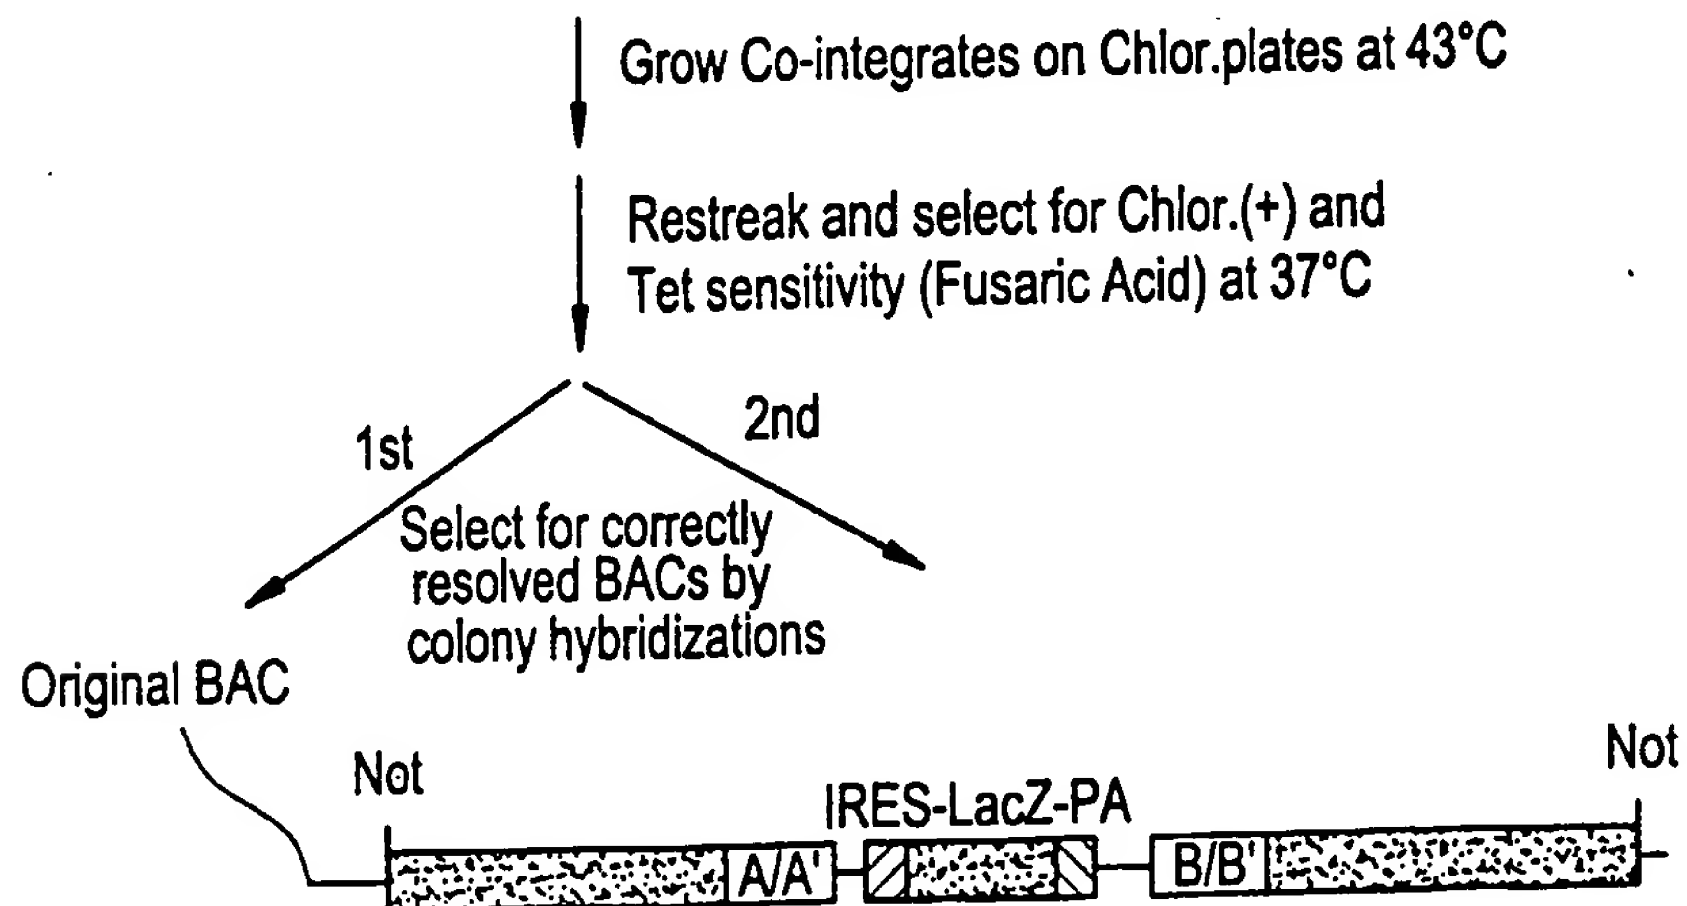 Grow Co-integrates on Chlor.plates at 43°C
Restreak and select for Chlor.(+) and
Tet sensitivity (Fusaric Acid) at 37°C
1st
2nd
Select for correctly
resolved BACs by
colony hybridizations
Original BAC
Not
IRES-LacZ-PA
Not
A/A'
B/B'